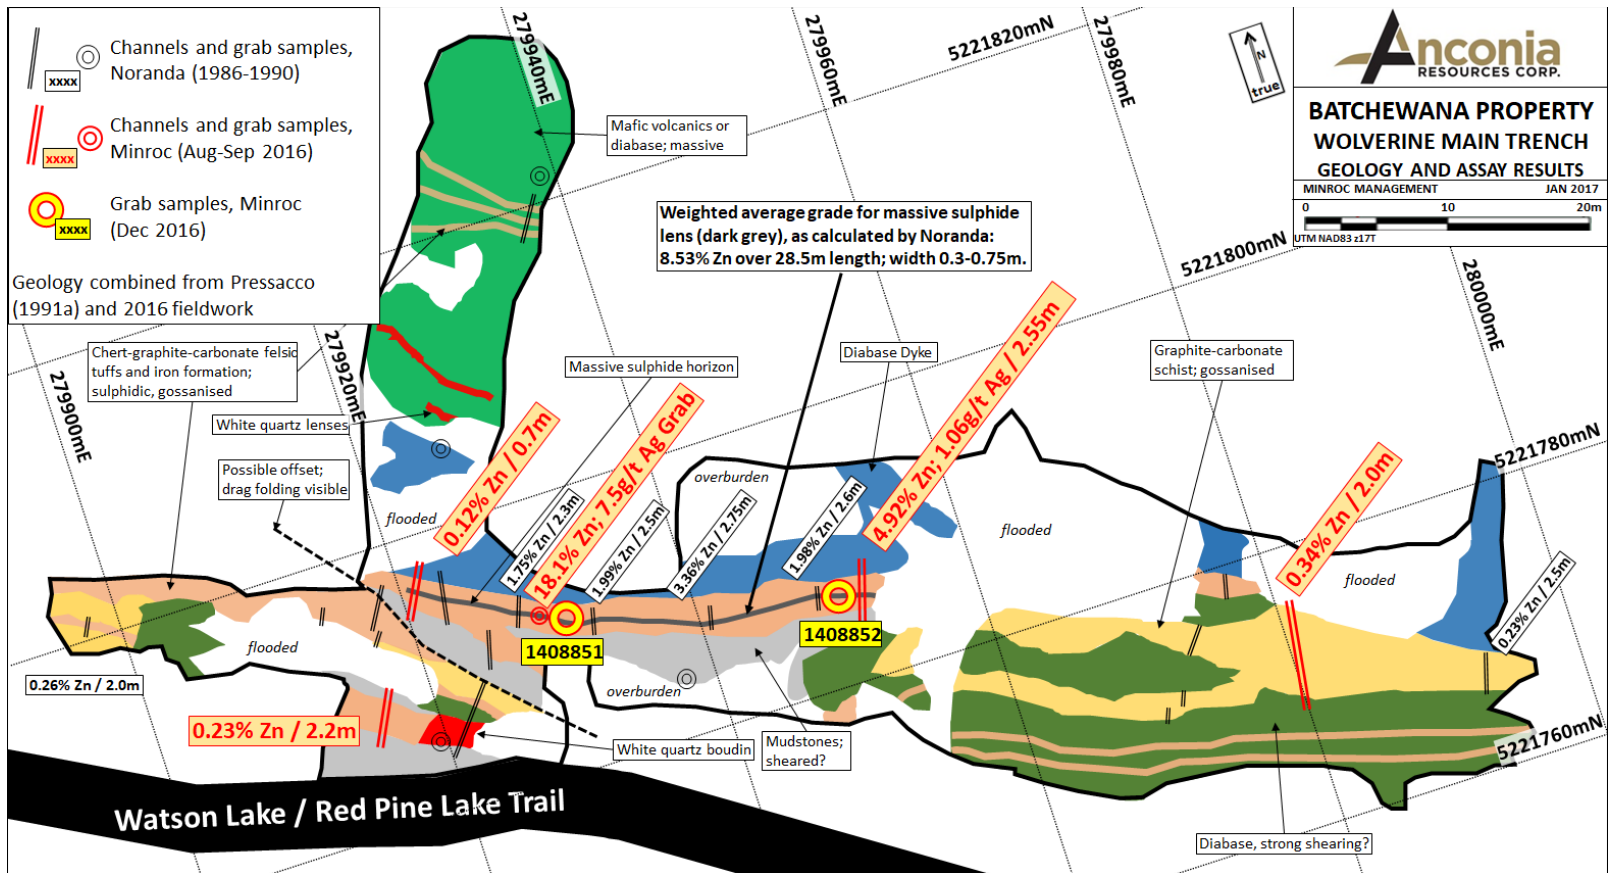 Channels and grab samples,
Noranda (1986-1990)
xxxx
Channels and grab samples,
Minroc (Aug-Sep 2016)
xxxx
Grab samples, Minroc
(Dec 2016)
xxxx
Geology combined from Pressacco
(1991a) and 2016 fieldwork
279940mE
279960mE
5221820mN
279980mE
N
true
Anconia
RESOURCES CORP.
BATCHEWANA PROPERTY
WOLVERINE MAIN TRENCH
GEOLOGY AND ASSAY RESULTS
MINROC MANAGEMENT JAN 2017
0 10 20m
UTM NAD83 z17T
Mafic volcanics or
diabase; massive
Weighted average grade for massive sulphide
lens (dark grey), as calculated by Noranda:
8.53% Zn over 28.5m length; width 0.3-0.75m.
5221800mN
280000mE
279900mE
Chert-graphite-carbonate felsic
tuffs and iron formation;
sulphidic, gossanised
279920mE
Massive sulphide horizon
Diabase Dyke
Graphite-carbonate
schist; gossanised
White quartz lenses
Possible offset;
drag folding visible
flooded
0.12% Zn / 0.7m
1.75% Zn / 2.3m
18.1% Zn; 7.5g/t Ag Grab
1.99% Zn / 2.5m
overburden
3.36% Zn / 2.75m
1.98% Zn / 2.6m
4.92% Zn; 1.06g/t Ag / 2.55m
flooded
0.34% Zn / 2.0m
flooded
5221780mN
0.23% Zn / 2.5m
flooded
1408851
1408852
0.26% Zn / 2.0m
overburden
0.23% Zn / 2.2m
White quartz boudin
Mudstones;
sheared?
5221760mN
Watson Lake / Red Pine Lake Trail
Diabase, strong shearing?